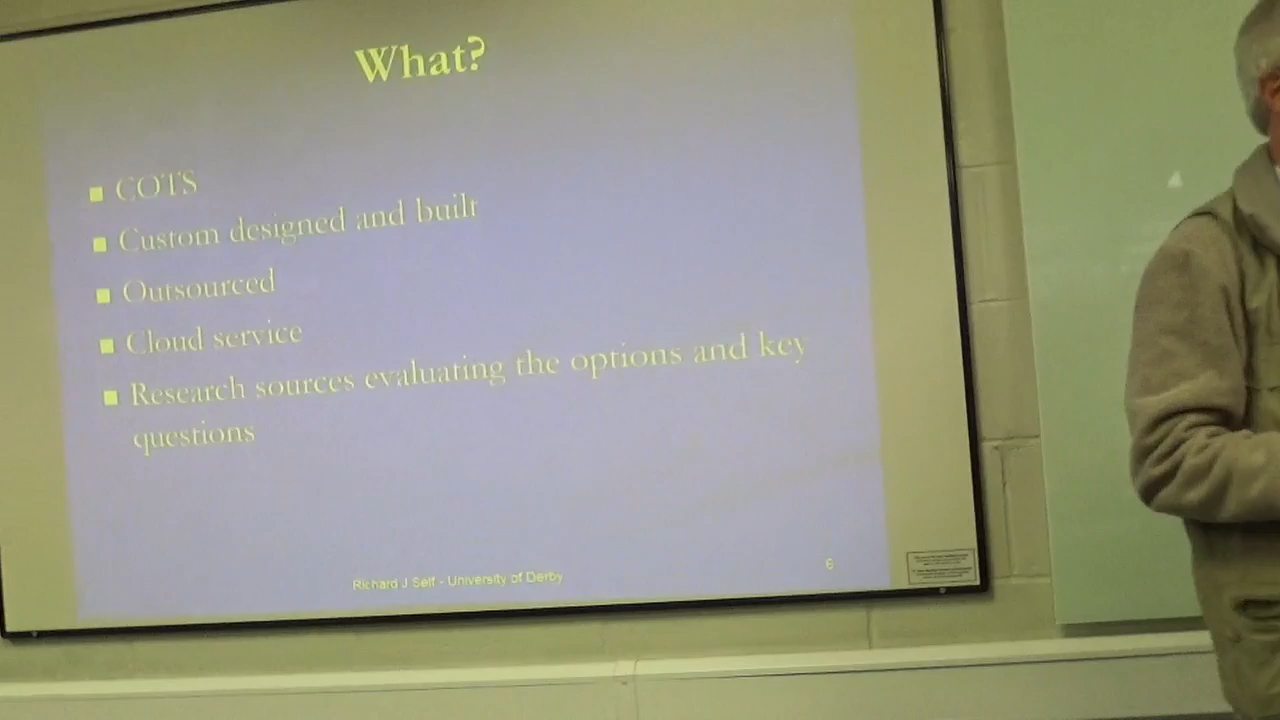 What?
COTS
Custom designed and built
Outsourced
Cloud service
Research sources evaluating the options and key
questions
Richard J Self - University of Derby
6